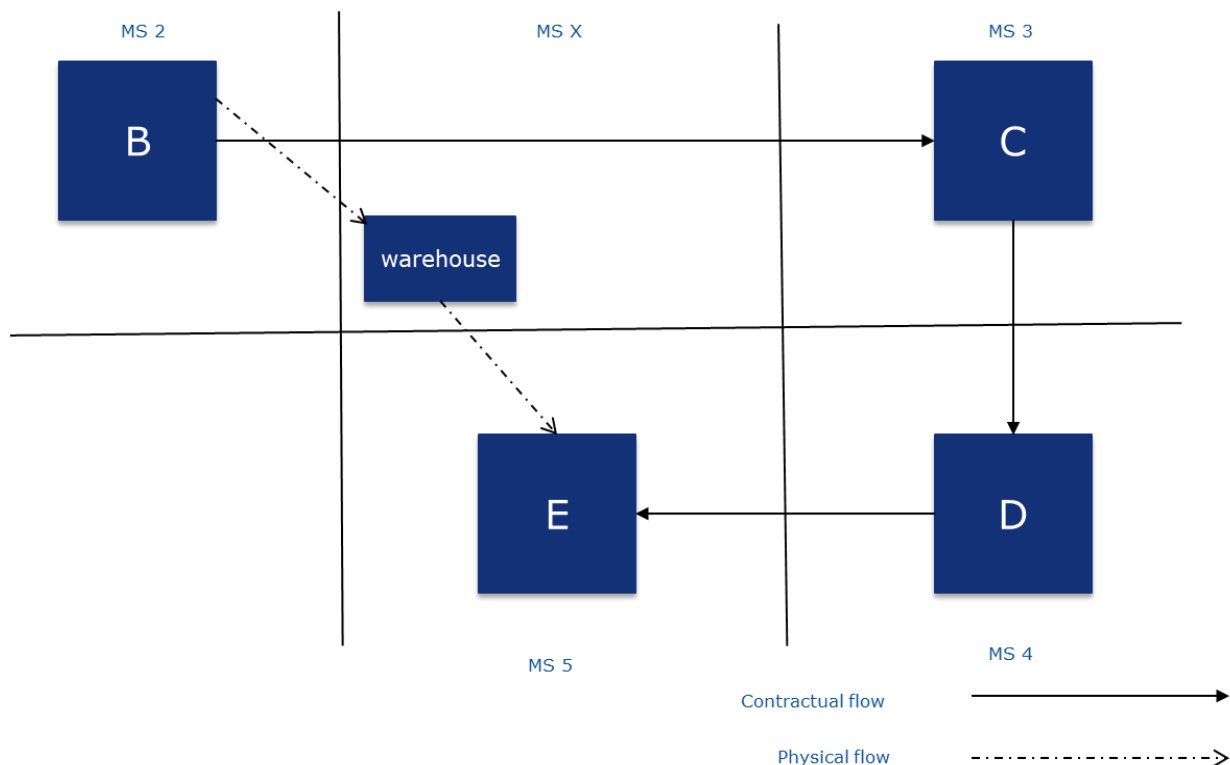 MS 2
MS X
MS 3
B
C
warehouse
E
D
MS 5
MS 4
Contractual flow
Physical flow